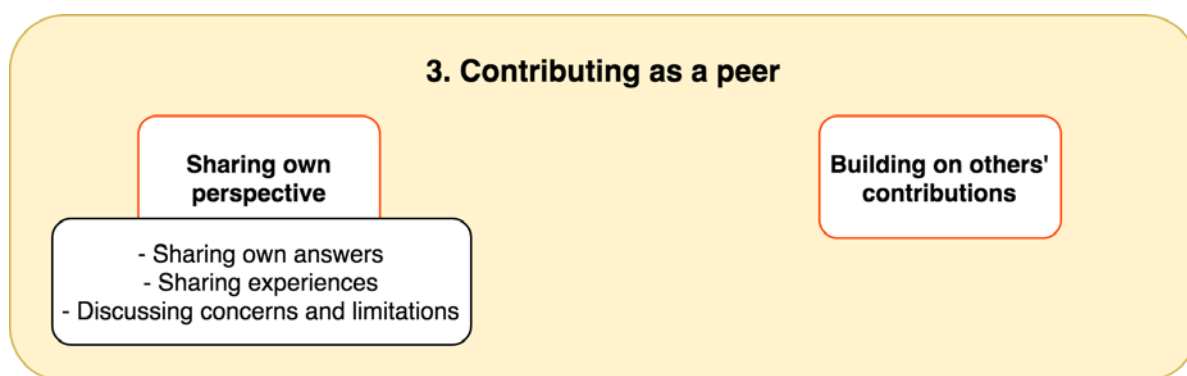 3. Contributing as a peer
Sharing own
perspective
- Sharing own answers
- Sharing experiences
- Discussing concerns and limitations
Building on others'
contributions